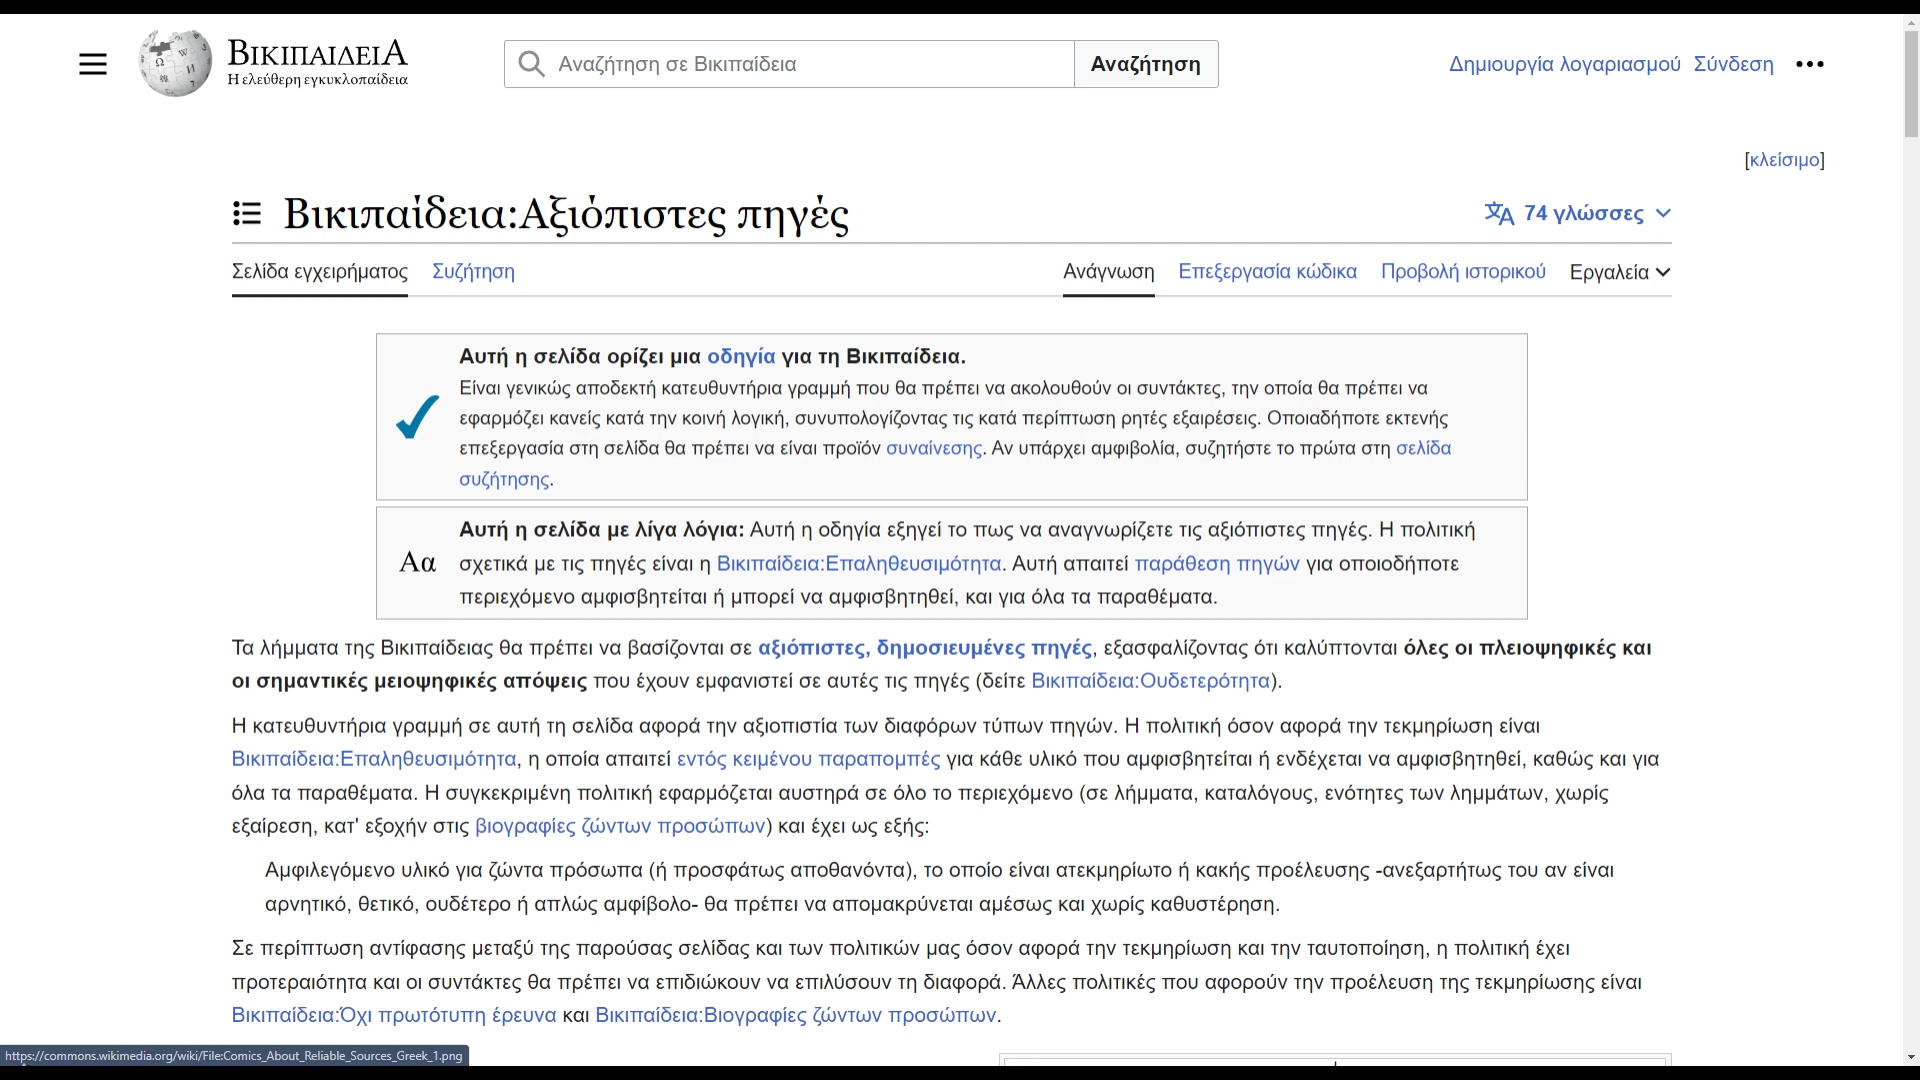 ΒΙΚΙΠΑΙΔΕΙΑ
Η ελεύθερη εγκυκλοπαίδεια
Αναζήτηση σε Βικιπαίδεια
Αναζήτηση
Δημιουργία λογαριασμού Σύνδεση
[κλείσιμο]
Βικιπαίδεια:Αξιόπιστες πηγές
74 γλώσσες
Σελίδα εγχειρήματος Συζήτηση
Ανάγνωση Επεξεργασία κώδικα Προβολή ιστορικού Εργαλεία
Αυτή η σελίδα ορίζει μια οδηγία για τη Βικιπαίδεια.
Είναι γενικώς αποδεκτή κατευθυντήρια γραμμή που θα πρέπει να ακολουθούν οι συντάκτες, την οποία θα πρέπει να
εφαρμόζει κανείς κατά την κοινή λογική, συνυπολογίζοντας τις κατά περίπτωση ρητές εξαιρέσεις. Οποιαδήποτε εκτενής
επεξεργασία στη σελίδα θα πρέπει να είναι προϊόν συναίνεσης. Αν υπάρχει αμφιβολία, συζητήστε το πρώτα στη σελίδα
συζήτησης.
Αα
Αυτή η σελίδα με λίγα λόγια: Αυτή η οδηγία εξηγεί το πως να αναγνωρίζετε τις αξιόπιστες πηγές. Η πολιτική
σχετικά με τις πηγές είναι η Βικιπαίδεια:Επαληθευσιμότητα. Αυτή απαιτεί παράθεση πηγών για οποιοδήποτε
περιεχόμενο αμφισβητείται ή μπορεί να αμφισβητηθεί, και για όλα τα παραθέματα.
Τα λήμματα της Βικιπαίδειας θα πρέπει να βασίζονται σε αξιόπιστες, δημοσιευμένες πηγές, εξασφαλίζοντας ότι καλύπτονται όλες οι πλειοψηφικές και
οι σημαντικές μειοψηφικές απόψεις που έχουν εμφανιστεί σε αυτές τις πηγές (δείτε Βικιπαίδεια:Ουδετερότητα).
Η κατευθυντήρια γραμμή σε αυτή τη σελίδα αφορά την αξιοπιστία των διαφόρων τύπων πηγών. Η πολιτική όσον αφορά την τεκμηρίωση είναι
Βικιπαίδεια:Επαληθευσιμότητα, η οποία απαιτεί εντός κειμένου παραπομπές για κάθε υλικό που αμφισβητείται ή ενδέχεται να αμφισβητηθεί, καθώς και για
όλα τα παραθέματα. Η συγκεκριμένη πολιτική εφαρμόζεται αυστηρά σε όλο το περιεχόμενο (σε λήμματα, καταλόγους, ενότητες των λημμάτων, χωρίς
εξαίρεση, κατ' εξοχήν στις βιογραφίες ζώντων προσώπων) και έχει ως εξής:
Αμφιλεγόμενο υλικό για ζώντα πρόσωπα (ή προσφάτως αποθανόντα), το οποίο είναι ατεκμηρίωτο ή κακής προέλευσης -ανεξαρτήτως του αν είναι
αρνητικό, θετικό, ουδέτερο ή απλώς αμφίβολο- θα πρέπει να απομακρύνεται αμέσως και χωρίς καθυστέρηση.
Σε περίπτωση αντίφασης μεταξύ της παρούσας σελίδας και των πολιτικών μας όσον αφορά την τεκμηρίωση και την ταυτοποίηση, η πολιτική έχει
προτεραιότητα και οι συντάκτες θα πρέπει να επιδιώκουν να επιλύσουν τη διαφορά. Άλλες πολιτικές που αφορούν την προέλευση της τεκμηρίωσης είναι
Βικιπαίδεια:Όχι πρωτότυπη έρευνα και Βικιπαίδεια:Βιογραφίες ζώντων προσώπων.
https://commons.wikimedia.org/wiki/File:Comics_About_Reliable_Sources_Greek_1.png